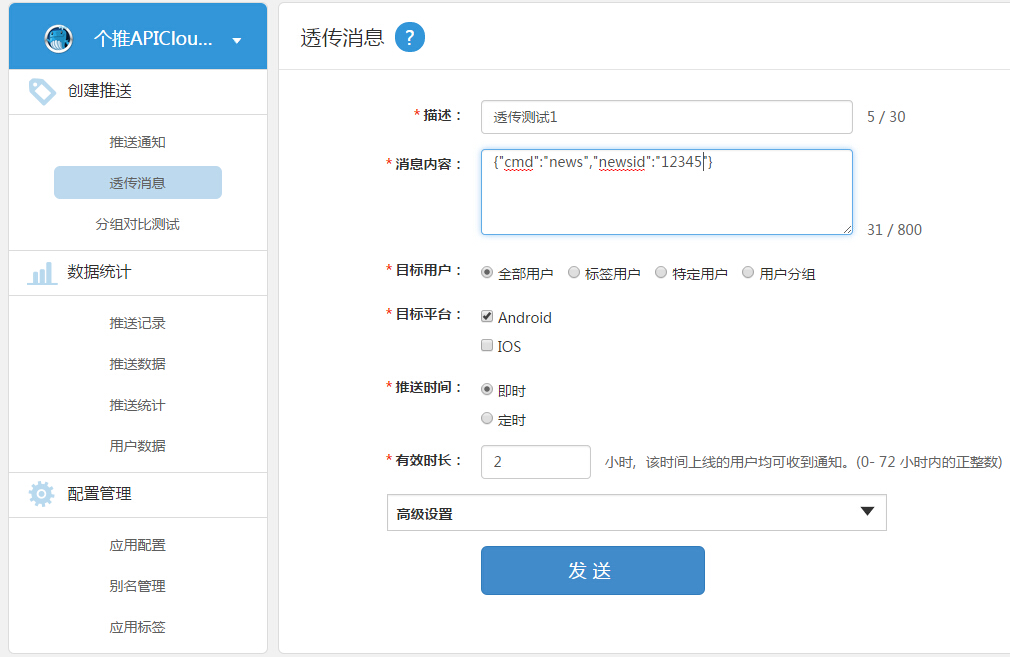 个推APIClou...
创建推送
推送通知
透传消息
分组对比测试
数据统计
推送记录
推送数据
推送统计
用户数据
配置管理
应用配置
别名管理
应用标签
透传消息 ?
*描述： 透传测试1 5 / 30
*消息内容： {"cmd":"news","newsid":"12345"}
31 / 800
*目标用户： 全部用户 标签用户 特定用户 用户分组
*目标平台： Android
IOS
*推送时间： 即时
定时
*有效时长： 2 小时，该时间上线的用户均可收到通知。(0- 72 小时内的正整数)
高级设置
发 送